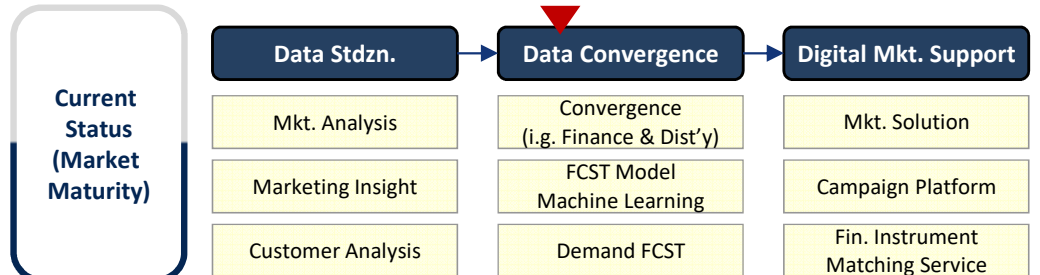 Current
Status
(Market
Maturity)
Data Stdzn.
Data Convergence
Digital Mkt. Support
Mkt. Analysis
Convergence
(i.g. Finance & Dist’y)
Mkt. Solution
Marketing Insight
FCST Model
Machine Learning
Campaign Platform
Customer Analysis
Demand FCST
Fin. Instrument
Matching Service